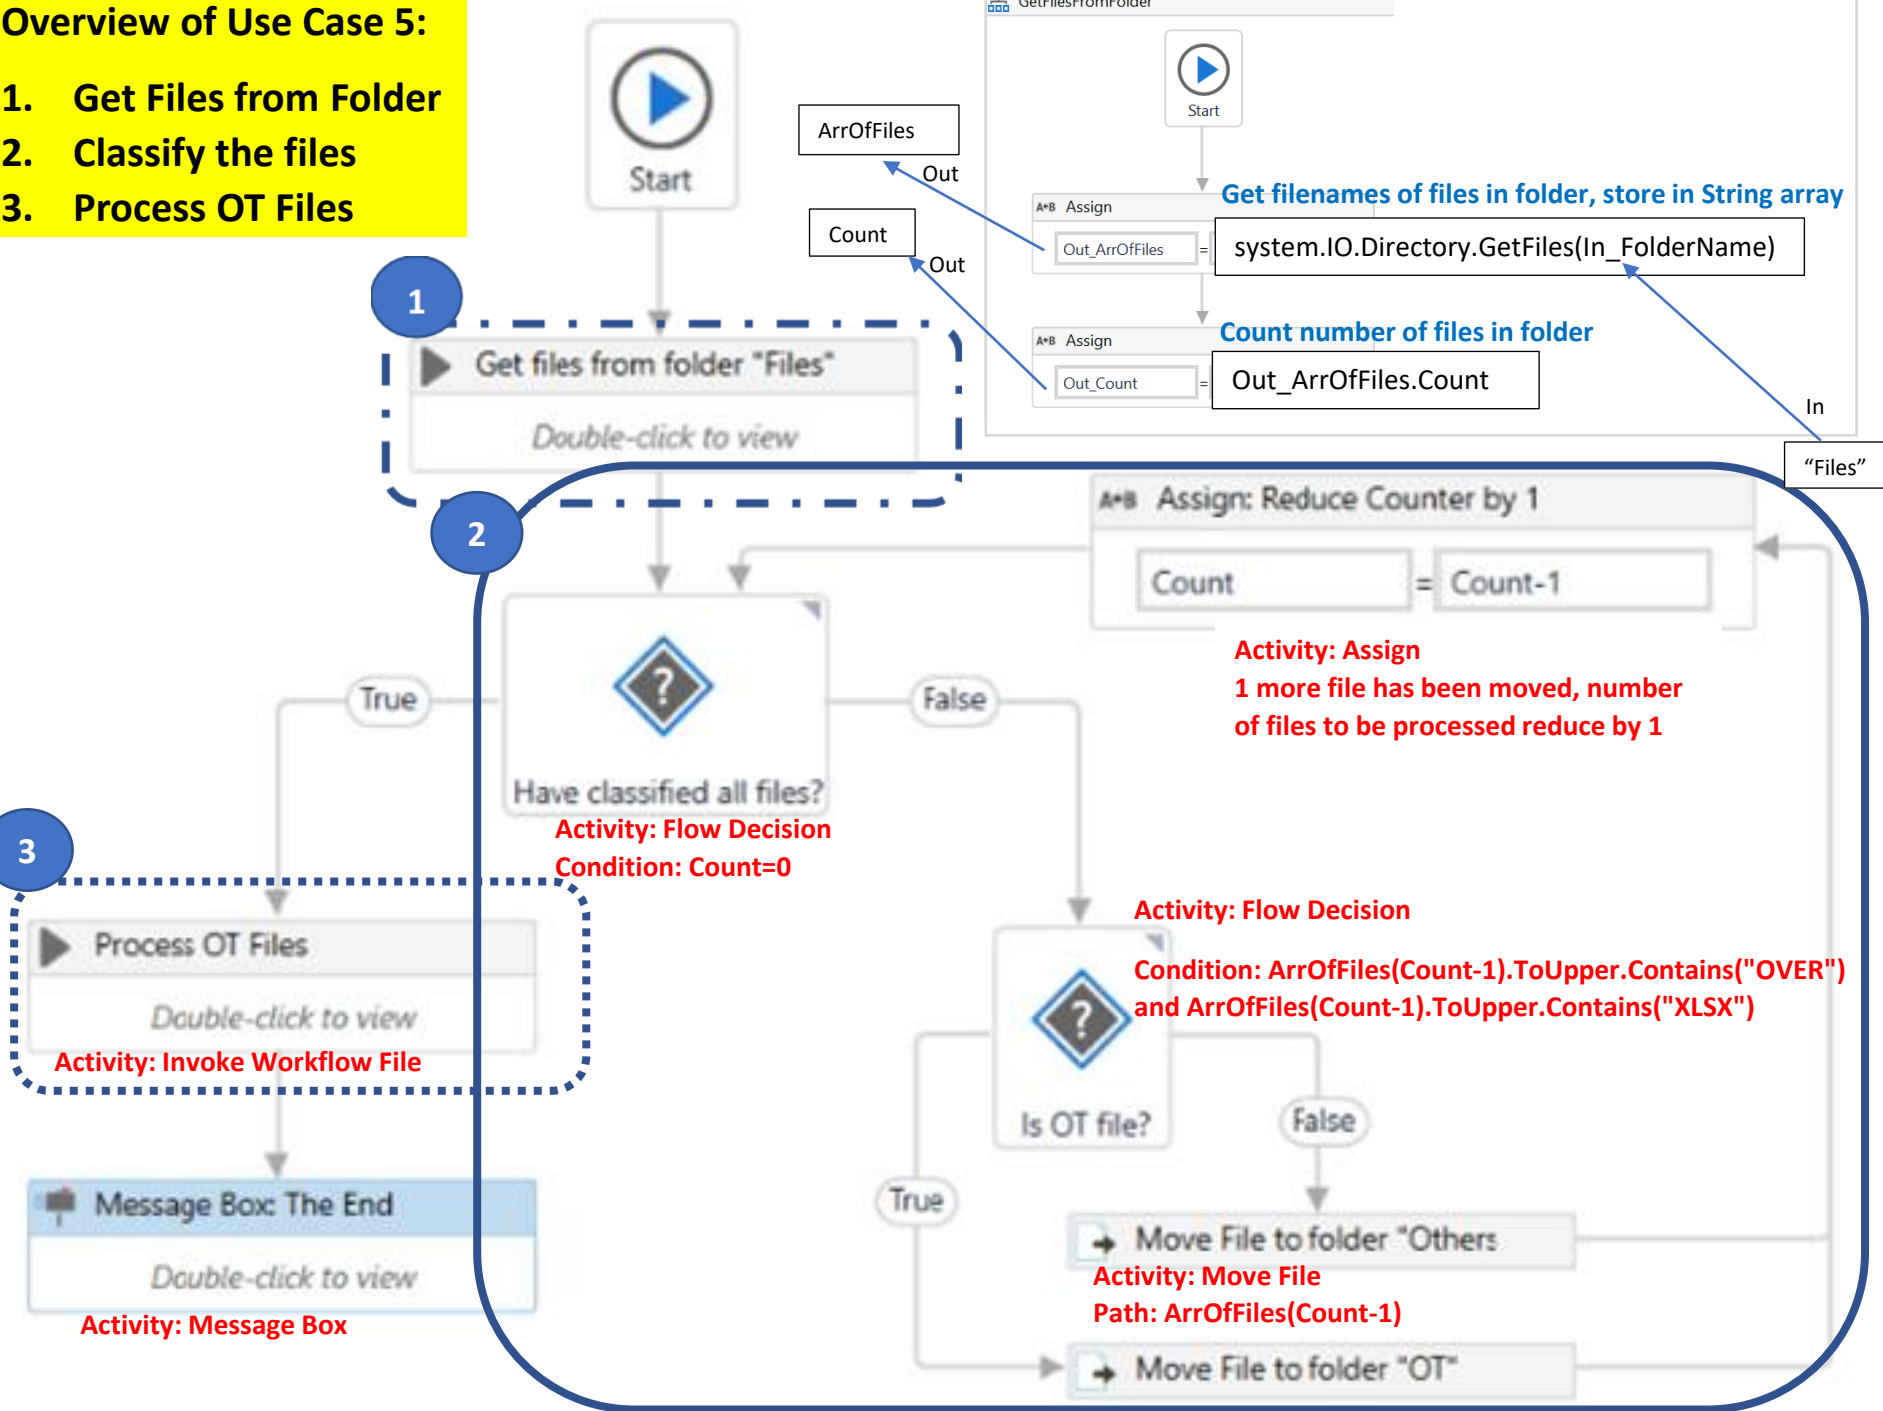 Overview of Use Case 5:
1. Get Files from Folder
2. Classify the files
3. Process OT Files
Start
GetFilesFromFolder
Start
ArrOfFiles
Out
Count
Out
Get filenames of files in folder, store in String array
A+B Assign
Out_ArrOfFiles = system.IO.Directory.GetFiles(In_FolderName)
Count number of files in folder
A+B Assign
Out_Count = Out_ArrOfFiles.Count
In
“Files”
1
Get files from folder "Files"
Double-click to view
2
A+B Assign: Reduce Counter by 1
Count = Count-1
Activity: Assign
1 more file has been moved, number
of files to be processed reduce by 1
True
?
False
Have classified all files?
Activity: Flow Decision
Condition: Count=0
3
Process OT Files
Double-click to view
Activity: Invoke Workflow File
Message Box: The End
Double-click to view
Activity: Message Box
Activity: Flow Decision
Condition: ArrOfFiles(Count-1).ToUpper.Contains("OVER")
and ArrOfFiles(Count-1).ToUpper.Contains("XLSX")
?
Is OT file?
False
True
Move File to folder "Others
Activity: Move File
Path: ArrOfFiles(Count-1)
Move File to folder "OT"